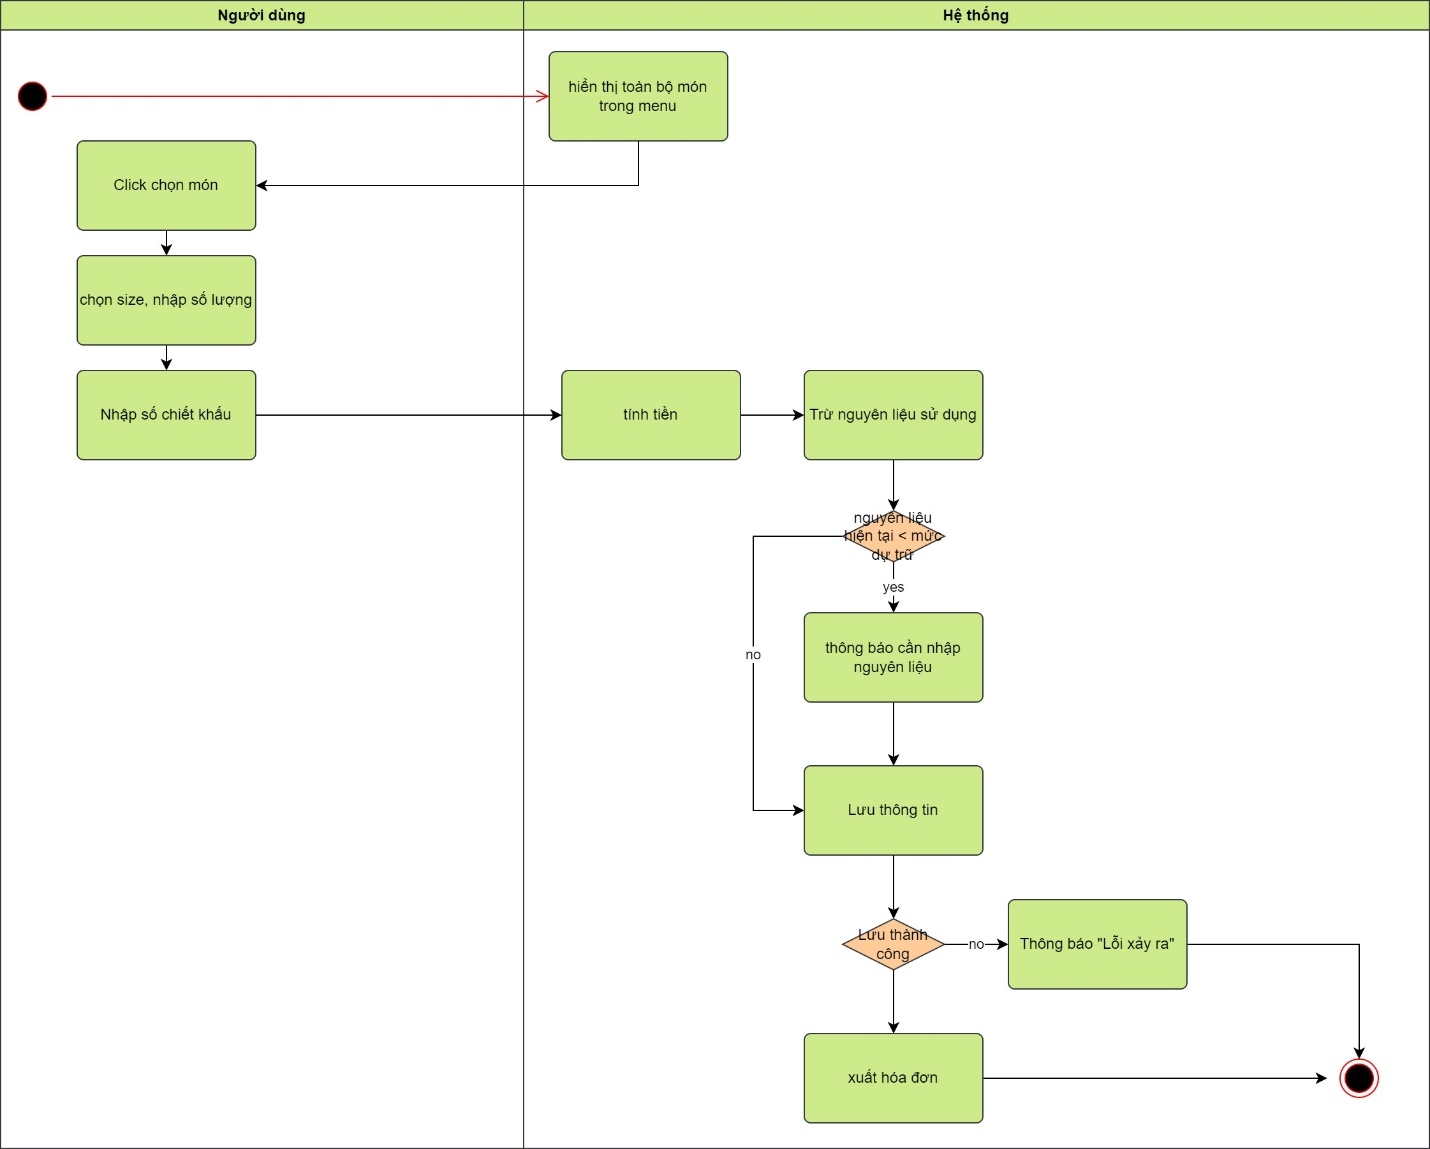 Người dùng
Hệ thống
hiển thị toàn bộ món
trong menu
Click chọn món
chọn size, nhập số lượng
Nhập số chiết khấu
tính tiền
Trừ nguyên liệu sử dụng
nguyên liệu
hiện tại < mức
dự trữ
yes
no
thông báo cần nhập
nguyên liệu
Lưu thông tin
Lưu thành
công
no
Thông báo "Lỗi xảy ra"
xuất hóa đơn